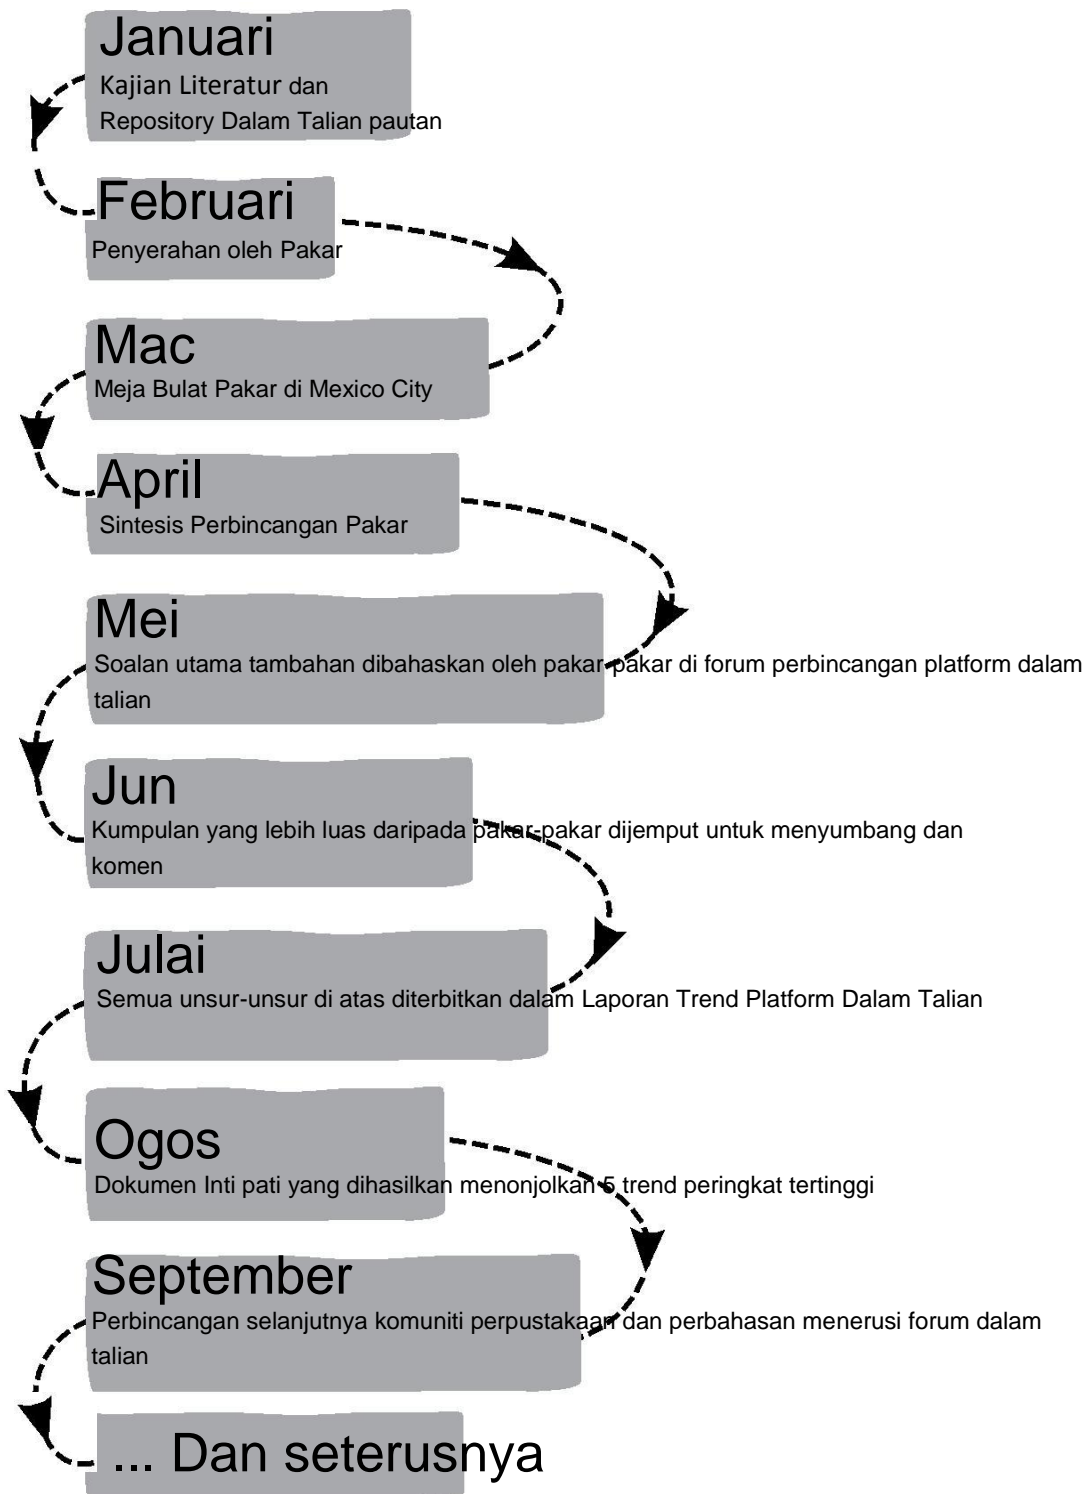 Januari
Kajian Literatur dan
Repository Dalam Talian pautan
Februari
Penyerahan oleh Pakar
Mac
Meja Bulat Pakar di Mexico City
April
Sintesis Perbincangan Pakar
Mei
Soalan utama tambahan dibahaskan oleh pakar-pakar di forum perbincangan platform dalam
talian
Jun
Kumpulan yang lebih luas daripada pakar-pakar dijemput untuk menyumbang dan
komen
Julai
Semua unsur-unsur di atas diterbitkan dalam Laporan Trend Platform Dalam Talian
Ogos
Dokumen Inti pati yang dihasilkan menonjolkan 5 trend peringkat tertinggi
September
Perbincangan selanjutnya komuniti perpustakaan dan perbahasan menerusi forum dalam
talian
... Dan seterusnya